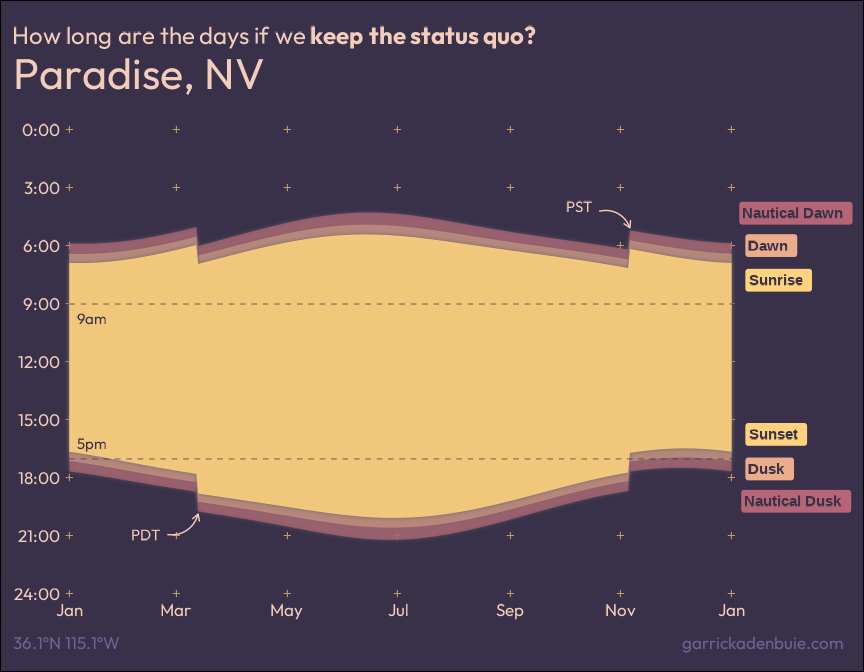 How long are the days if we keep the status quo?
Paradise, NV
0:00
3:00
PST
Nautical Dawn
6:00
Dawn
Sunrise
9:00
9am
12:00
15:00
5pm
Sunset
Dusk
18:00
Nautical Dusk
21:00
PDT
24:00
Jan Mar May Jul Sep Nov Jan
36.1°N 115.1°W
garrickadenbuie.com